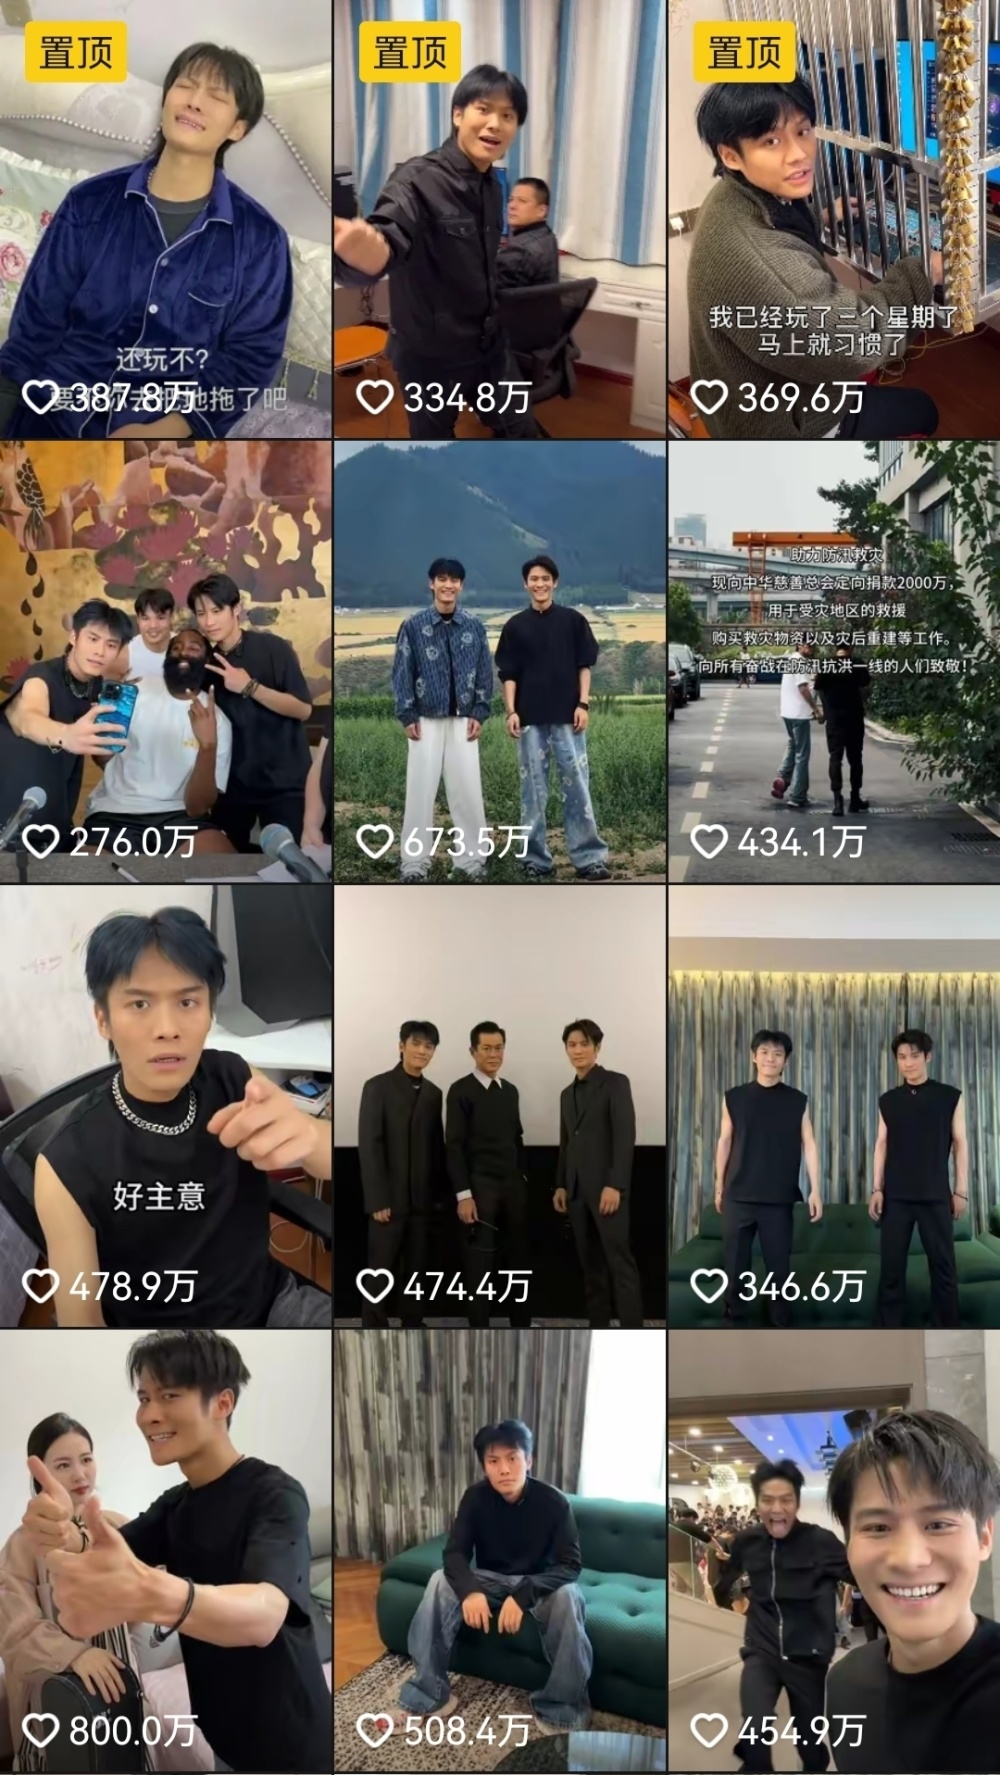 置顶
还玩不?
要不你去把地拖了吧
387.8万
置顶
334.8万
置顶
我已经玩了三个星期了
马上就习惯了
369.6万
276.0万
673.5万
助力防汛救灾
现向中华慈善总会定向捐款2000万,
用于受灾地区的救援
购买救灾物资以及灾后重建等工作。
向所有奋战在防汛抗洪一线的人们致敬!
434.1万
好主意
478.9万
474.4万
346.6万
800.0万
508.4万
454.9万